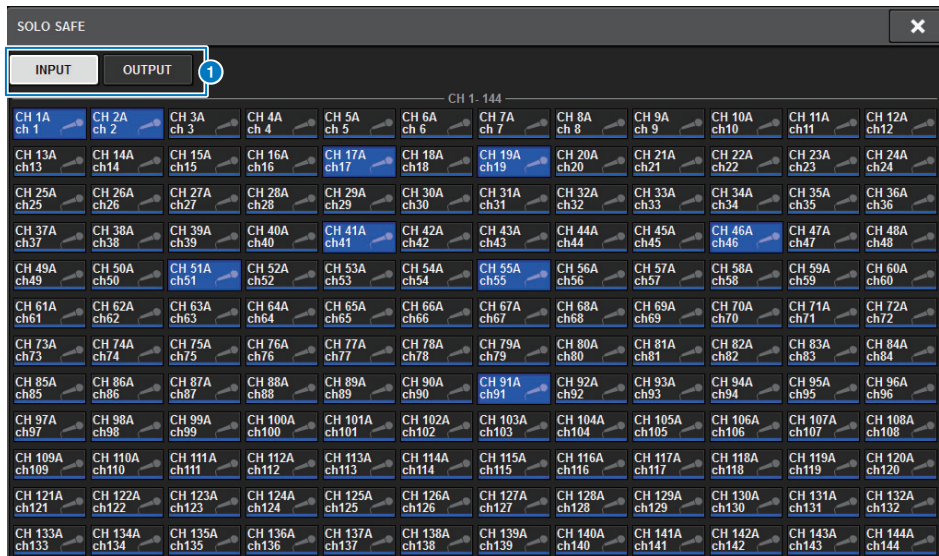 SOLO SAFE
INPUT OUTPUT 1
CH 1- 144
CH 1A CH 2A CH 3A CH 4A CH 5A CH 6A CH 7A CH 8A CH 9A CH 10A CH 11A CH 12A
ch 1 ch 2 ch 3 ch 4 ch 5 ch 6 ch 7 ch 8 ch 9 ch10 ch11 ch12
CH 13A CH 14A CH 15A CH 16A CH 17A CH 18A CH 19A CH 20A CH 21A CH 22A CH 23A CH 24A
ch13 ch14 ch15 ch16 ch17 ch18 ch19 ch20 ch21 ch22 ch23 ch24
CH 25A CH 26A CH 27A CH 28A CH 29A CH 30A CH 31A CH 32A CH 33A CH 34A CH 35A CH 36A
ch25 ch26 ch27 ch28 ch29 ch30 ch31 ch32 ch33 ch34 ch35 ch36
CH 37A CH 38A CH 39A CH 40A CH 41A CH 42A CH 43A CH 44A CH 45A CH 46A CH 47A CH 48A
ch37 ch38 ch39 ch40 ch41 ch42 ch43 ch44 ch45 ch46 ch47 ch48
CH 49A CH 50A CH 51A CH 52A CH 53A CH 54A CH 55A CH 56A CH 57A CH 58A CH 59A CH 60A
ch49 ch50 ch51 ch52 ch53 ch54 ch55 ch56 ch57 ch58 ch59 ch60
CH 61A CH 62A CH 63A CH 64A CH 65A CH 66A CH 67A CH 68A CH 69A CH 70A CH 71A CH 72A
ch61 ch62 ch63 ch64 ch65 ch66 ch67 ch68 ch69 ch70 ch71 ch72
CH 73A CH 74A CH 75A CH 76A CH 77A CH 78A CH 79A CH 80A CH 81A CH 82A CH 83A CH 84A
ch73 ch74 ch75 ch76 ch77 ch78 ch79 ch80 ch81 ch82 ch83 ch84
CH 85A CH 86A CH 87A CH 88A CH 89A CH 90A CH 91A CH 92A CH 93A CH 94A CH 95A CH 96A
ch85 ch86 ch87 ch88 ch89 ch90 ch91 ch92 ch93 ch94 ch95 ch96
CH 97A CH 98A CH 99A CH 100A CH 101A CH 102A CH 103A CH 104A CH 105A CH 106A CH 107A CH 108A
ch97 ch98 ch99 ch100 ch101 ch102 ch103 ch104 ch105 ch106 ch107 ch108
CH 109A CH 110A CH 111A CH 112A CH 113A CH 114A CH 115A CH 116A CH 117A CH 118A CH 119A CH 120A
ch109 ch110 ch111 ch112 ch113 ch114 ch115 ch116 ch117 ch118 ch119 ch120
CH 121A CH 122A CH 123A CH 124A CH 125A CH 126A CH 127A CH 128A CH 129A CH 130A CH 131A CH 132A
ch121 ch122 ch123 ch124 ch125 ch126 ch127 ch128 ch129 ch130 ch131 ch132
CH 133A CH 134A CH 135A CH 136A CH 137A CH 138A CH 139A CH 140A CH 141A CH 142A CH 143A CH 144A
ch133 ch134 ch135 ch136 ch137 ch138 ch139 ch140 ch141 ch142 ch143 ch144